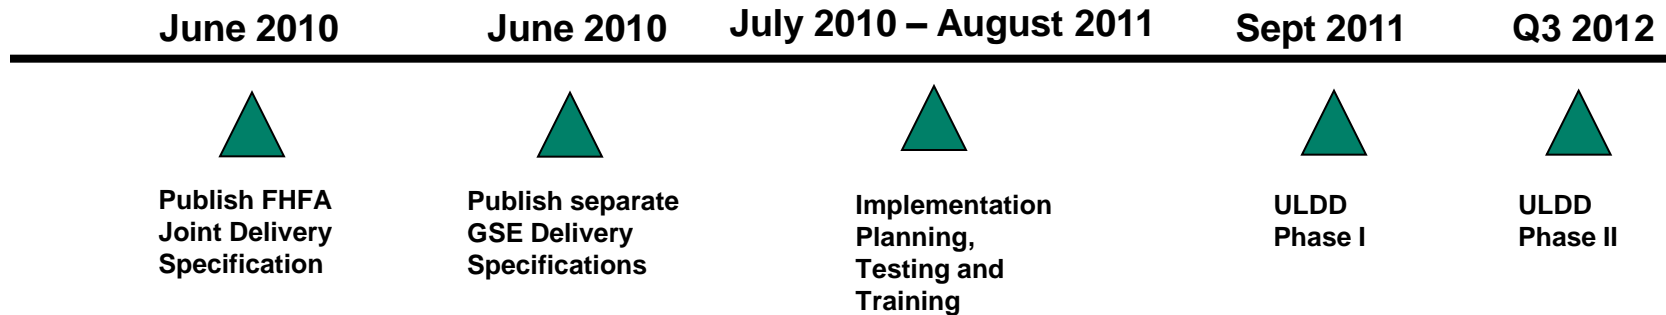 June 2010
June 2010
July 2010 – August 2011
Sept 2011
Q3 2012
Publish FHFA
Joint Delivery
Specification
Publish separate
GSE Delivery
Specifications
Implementation
Planning,
Testing and
Training
ULDD
Phase I
ULDD
Phase II